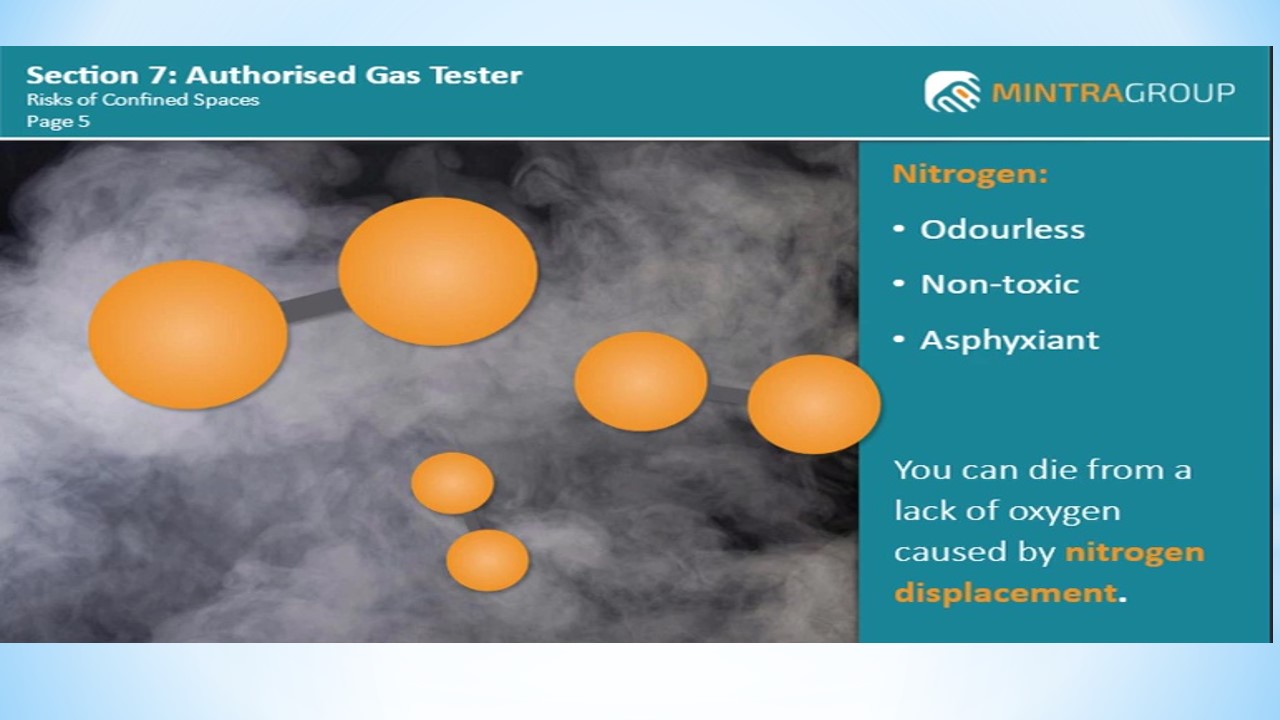 Section 7: Authorised Gas Tester
Risks of Confined Spaces
Page 5
MINTRAGROUP
Nitrogen:
• Odourless
• Non-toxic
• Asphyxiant
You can die from a
lack of oxygen
caused by nitrogen
displacement.